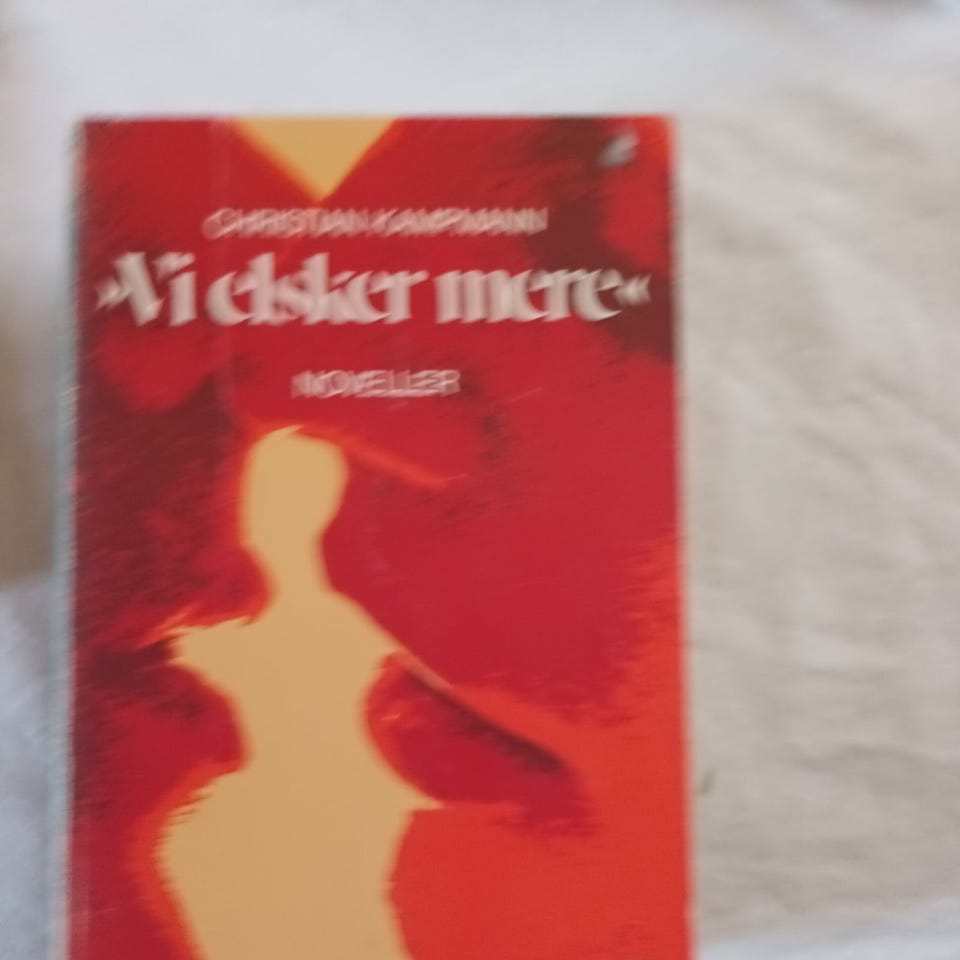 CHRISTIAN KAMPMANN
»Vi elsker mere«
NOVELLER